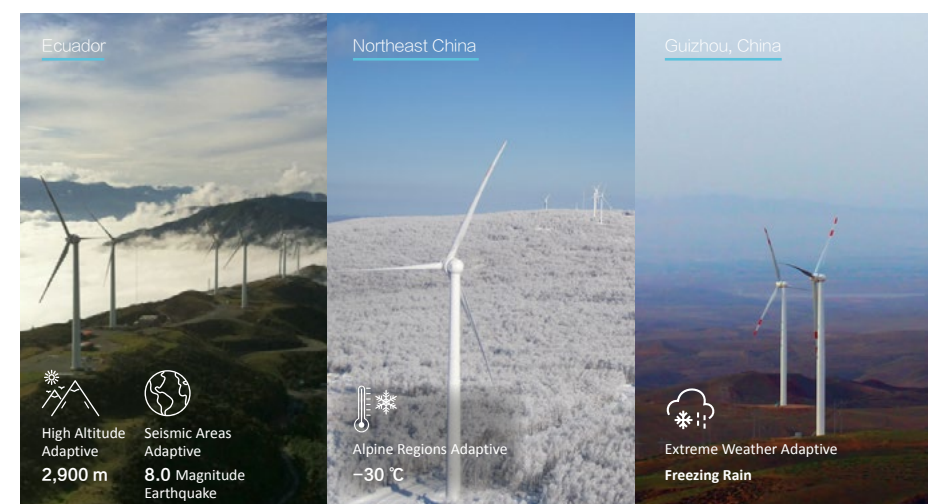 Ecuador
High Altitude
Adaptive
2,900 m
Seismic Areas
Adaptive
8.0 Magnitude
Earthquake
Northeast China
Alpine Regions Adaptive
−30 ℃
Guizhou, China
Extreme Weather Adaptive
Freezing Rain